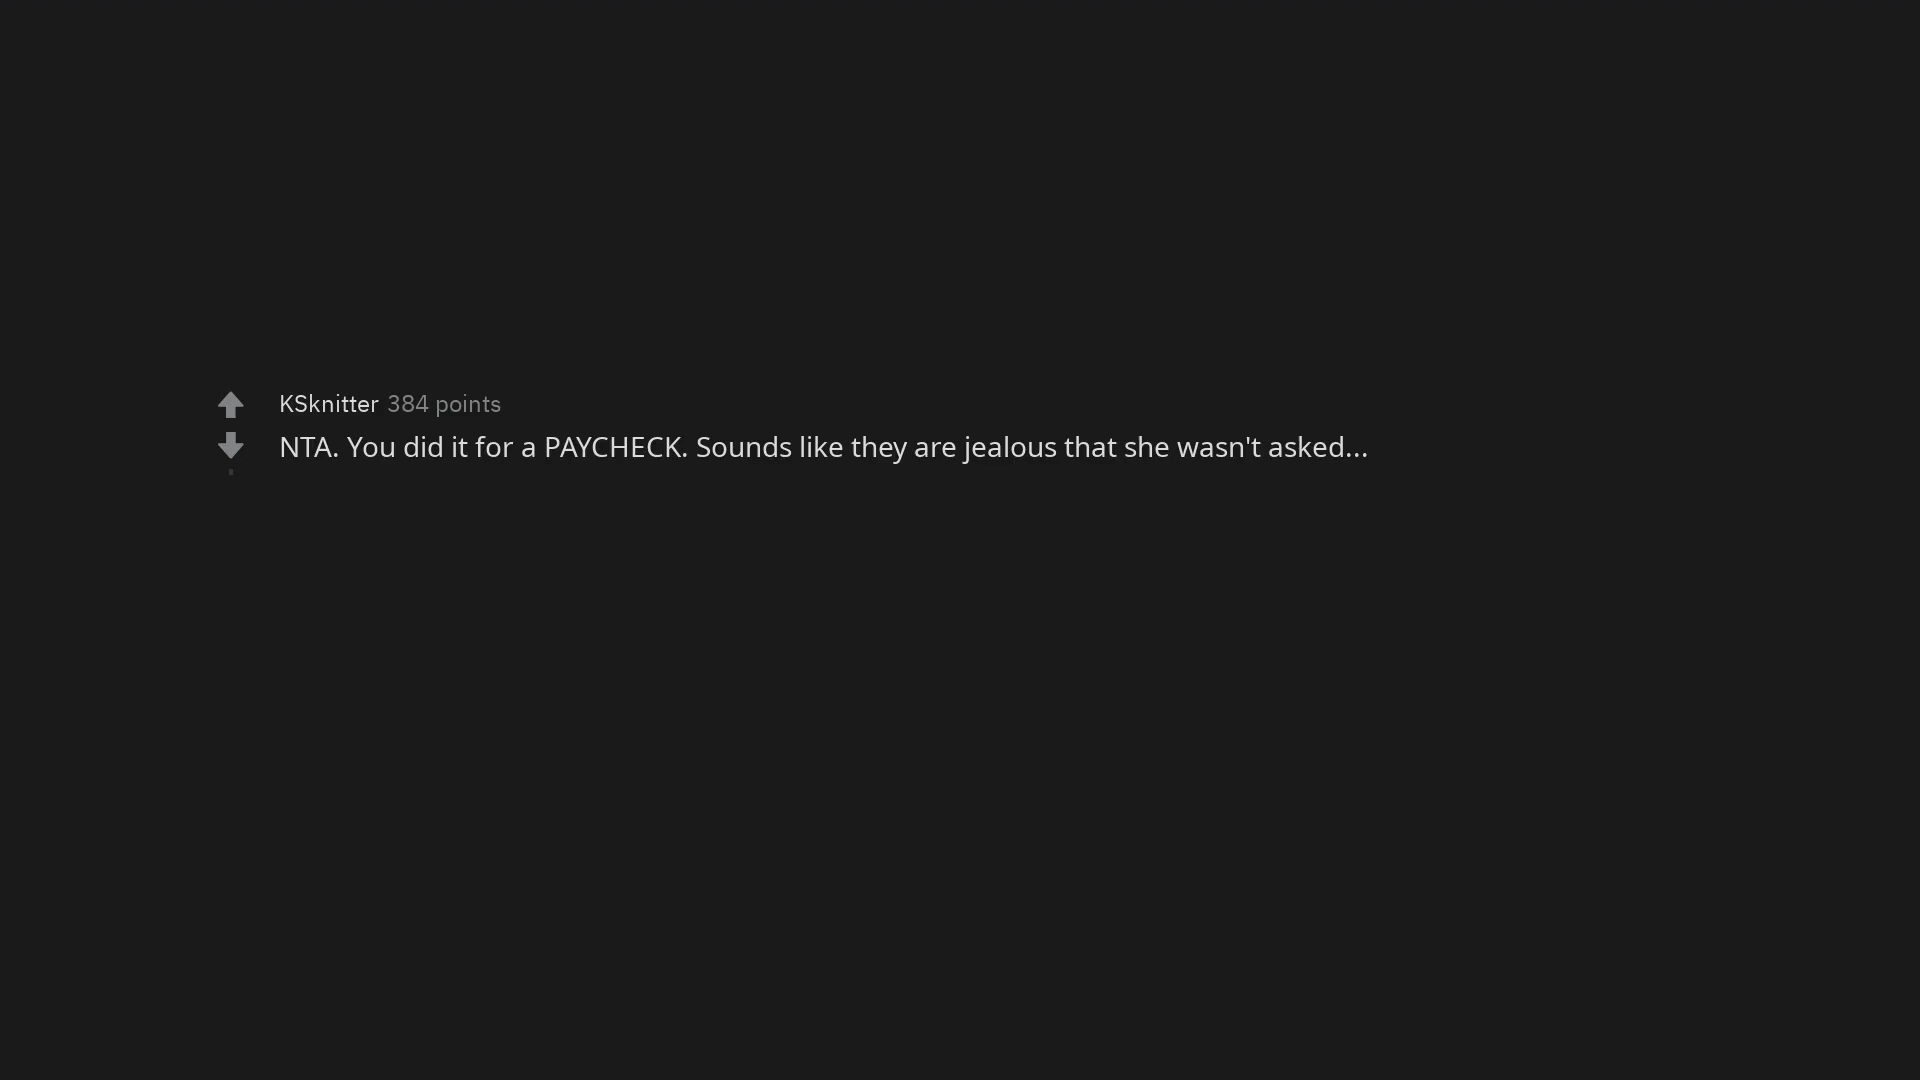 KSknitter 384 points
NTA. You did it for a PAYCHECK. Sounds like they are jealous that she wasn't asked...